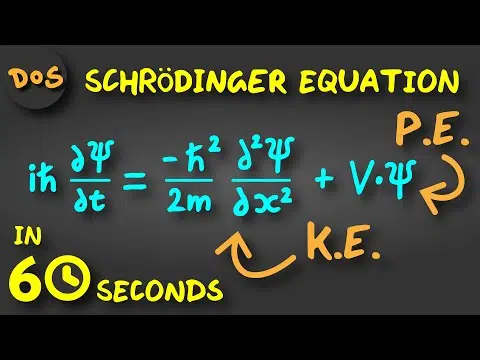 DOS SCHRÖDINGER EQUATION
P.E.
iħ ∂Ψ/∂t = -ħ²/2m ∂²Ψ/∂x² + V·Ψ
K.E.
IN
60 SECONDS